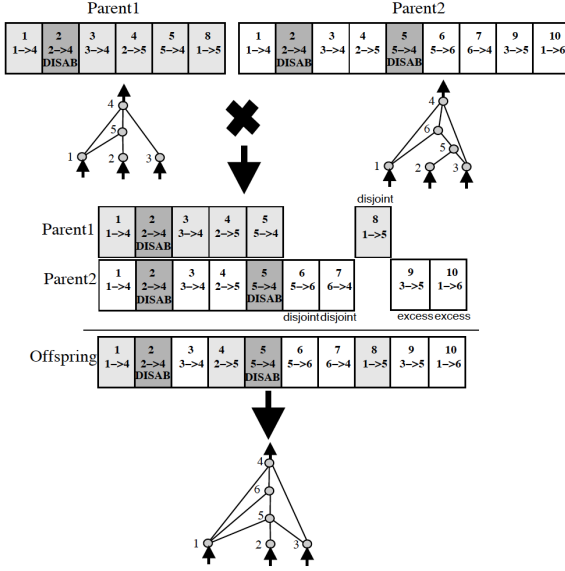 Parent1 Parent2
1 2 3 4 5 8 1 2 3 4 5 6 7 9 10
1->4 2->4 3->4 2->5 5->4 1->5 1->4 2->4 3->4 2->5 5->4 5->6 6->4 3->5 1->6
DISAB DISAB DISAB
4
5
1 2 3
4
6
5
1 2 3
disjoint
Parent1 1 2 3 4 5 8
1->4 2->4 3->4 2->5 5->4 1->5
DISAB
Parent2 1 2 3 4 5 6 7 9 10
1->4 2->4 3->4 2->5 5->4 5->6 6->4 3->5 1->6
DISAB DISAB
disjoint disjoint excess excess
Offspring 1 2 3 4 5 6 7 8 9 10
1->4 2->4 3->4 2->5 5->4 5->6 6->4 1->5 3->5 1->6
DISAB DISAB
4
6
5
1 2 3